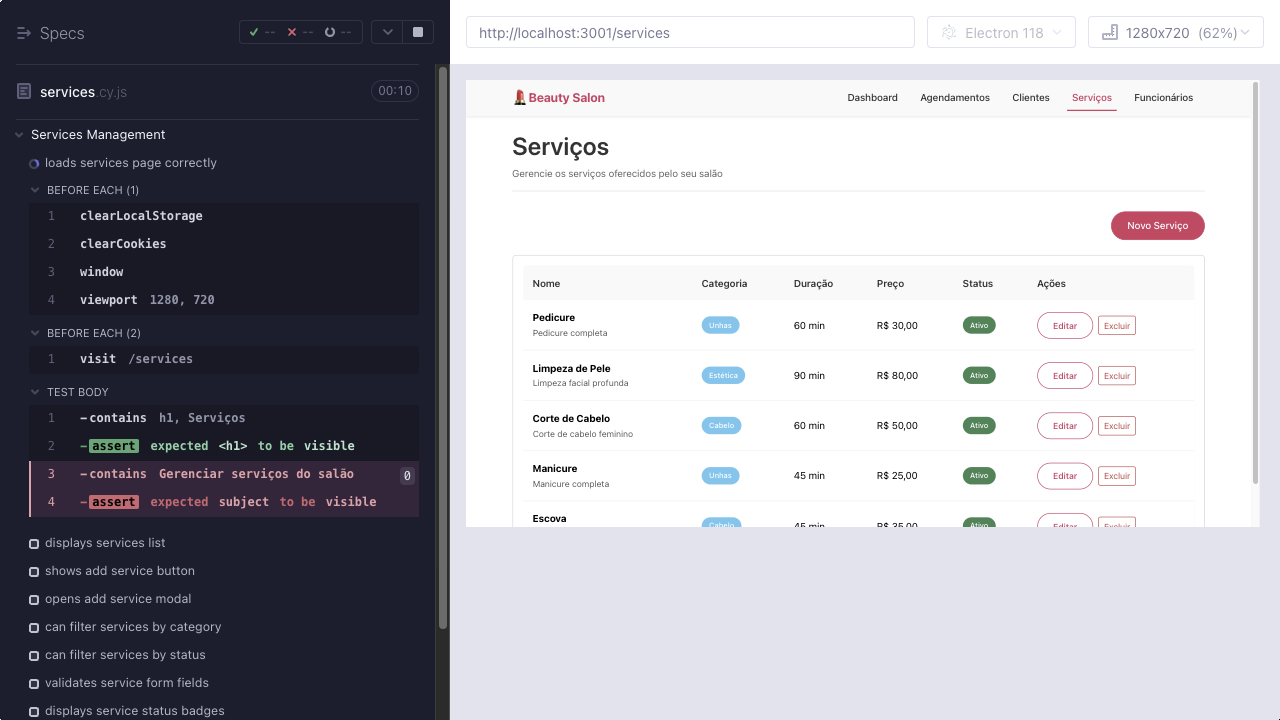 Specs
-- -- --
services.cy.js 00:10
Services Management
loads services page correctly
BEFORE EACH (1)
1 clearLocalStorage
2 clearCookies
3 window
4 viewport 1280, 720
BEFORE EACH (2)
1 visit /services
TEST BODY
1 -contains h1, Serviços
2 -assert expected <h1> to be visible
3 -contains Gerenciar serviços do salão 0
4 -assert expected subject to be visible
displays services list
shows add service button
opens add service modal
can filter services by category
can filter services by status
validates service form fields
displays service status badges
http://localhost:3001/services Electron 118 1280x720 (62%)
Beauty Salon Dashboard Agendamentos Clientes Serviços Funcionários
Serviços
Gerencie os serviços oferecidos pelo seu salão
Novo Serviço
Nome Categoria Duração Preço Status Ações
Pedicure
Pedicure completa Unhas 60 min R$ 30,00 Ativo Editar Excluir
Limpeza de Pele
Limpeza facial profunda Estética 90 min R$ 80,00 Ativo Editar Excluir
Corte de Cabelo
Corte de cabelo feminino Cabelo 60 min R$ 50,00 Ativo Editar Excluir
Manicure
Manicure completa Unhas 45 min R$ 25,00 Ativo Editar Excluir
Escova
Cabelo 45 min R$ 35,00 Ativo Editar Excluir